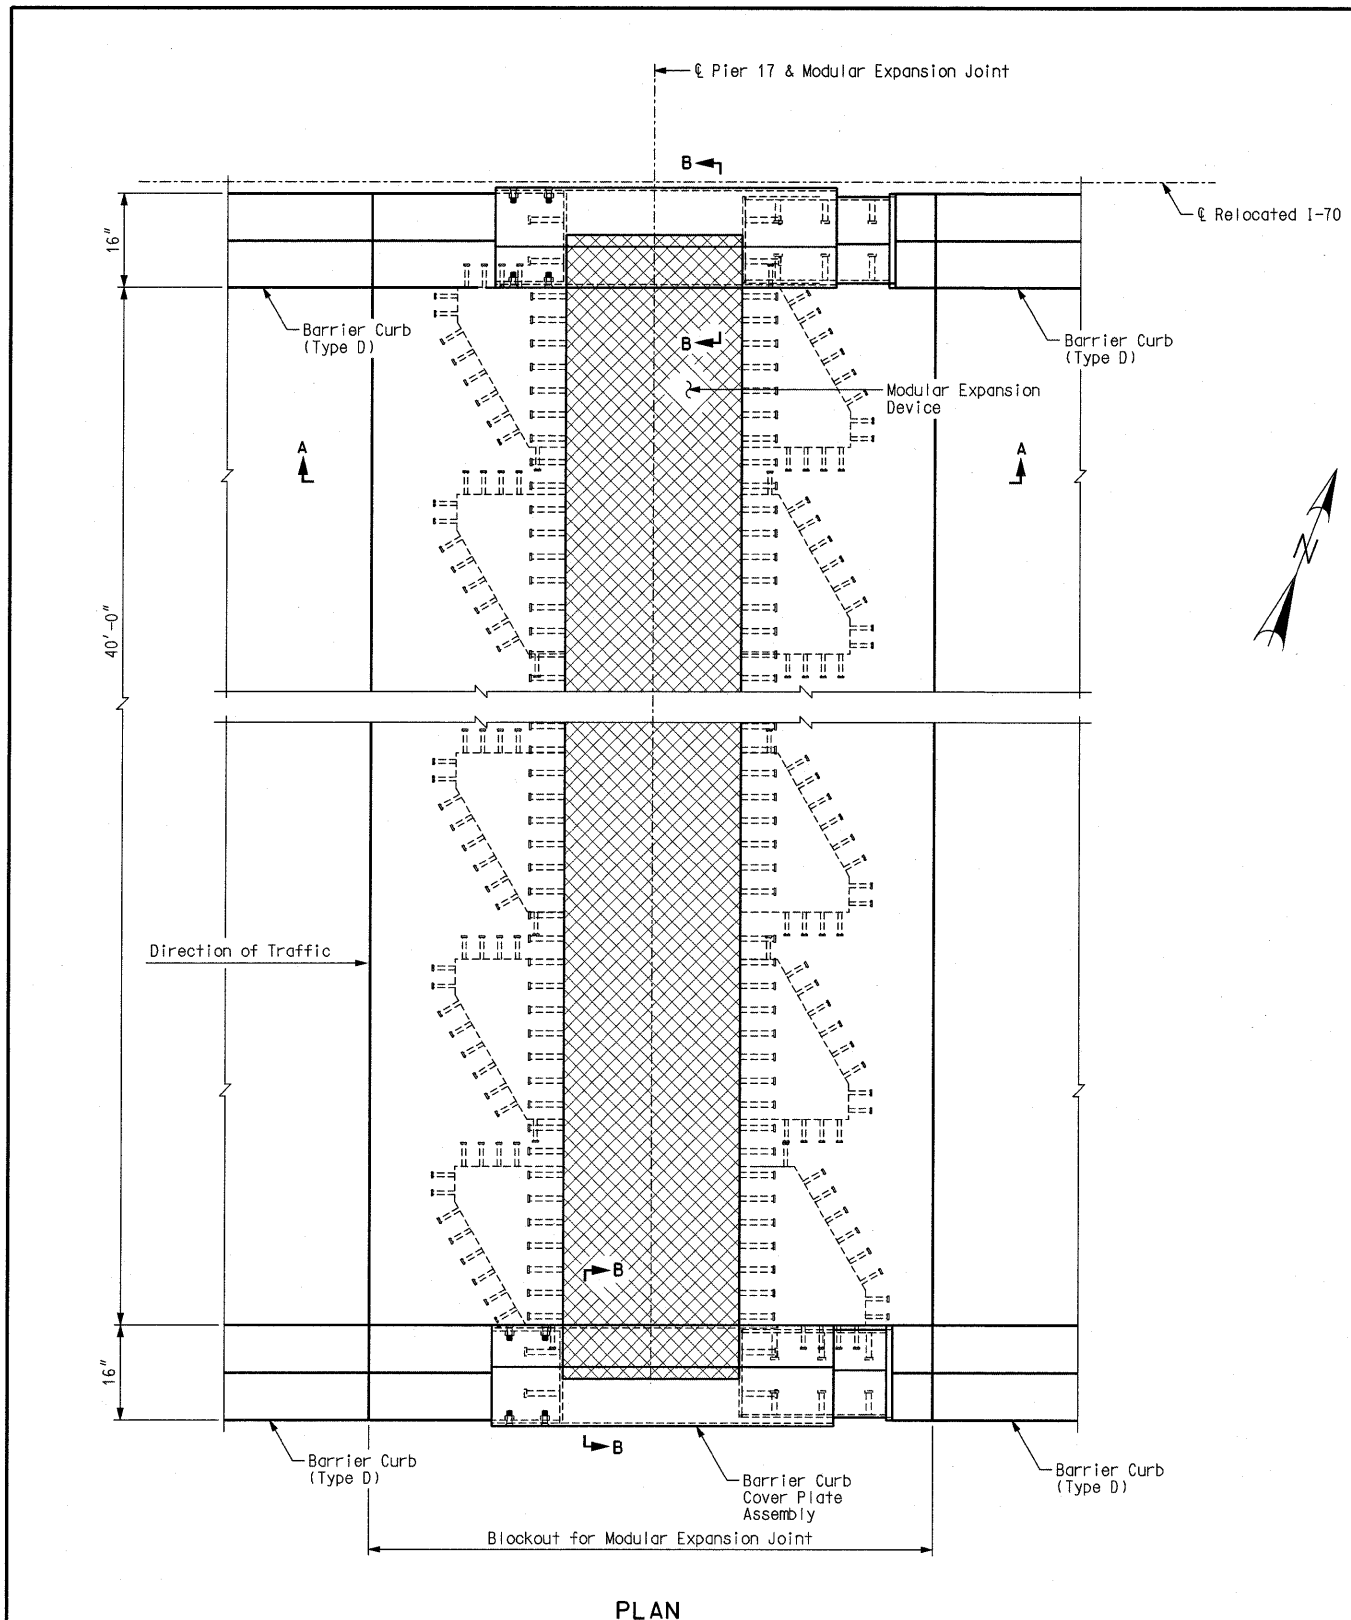 ℄ Pier 17 & Modular Expansion Joint
B
℄ Relocated I-70
16"
Barrier Curb
(Type D)
B
Barrier Curb
(Type D)
Modular Expansion
Device
A
A
N
40'-0"
Direction of Traffic
B
16"
B
Barrier Curb
(Type D)
Barrier Curb
Cover Plate
Assembly
Barrier Curb
(Type D)
Blockout for Modular Expansion Joint
PLAN